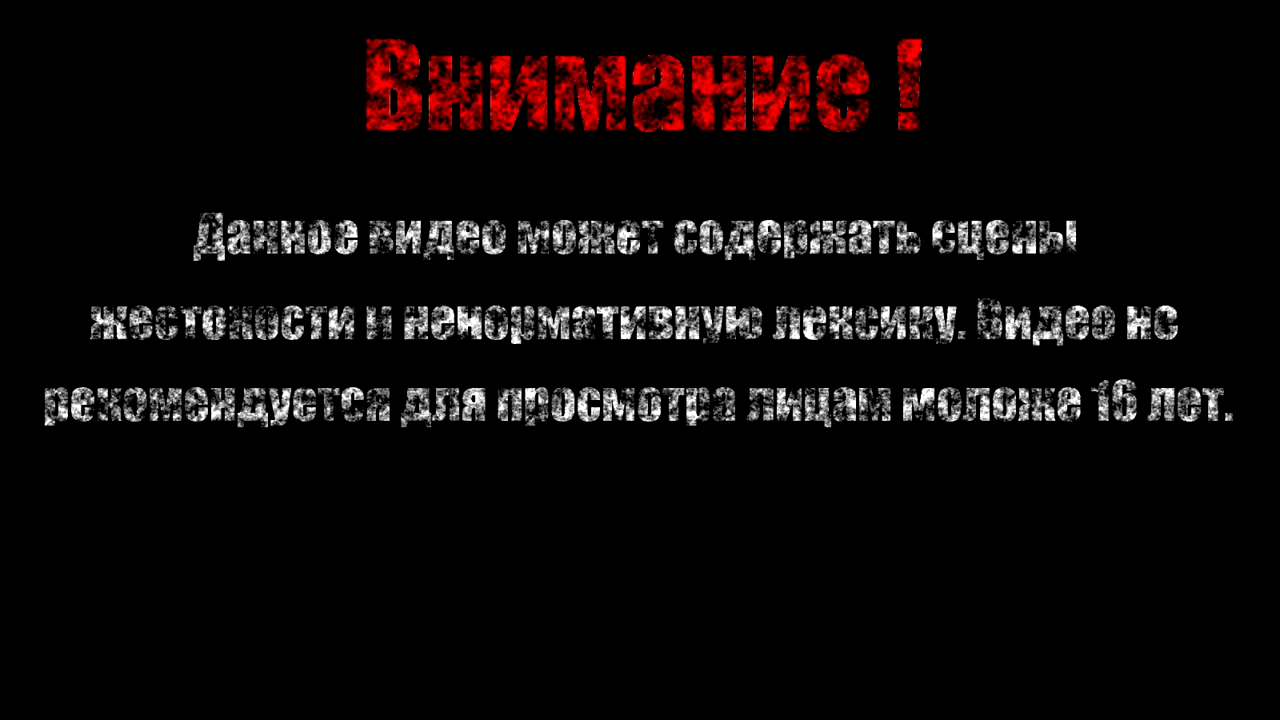 Внимание !
Данное видео может содержать сцены
жестокости и ненормативную лексику. Видео не
рекомендуется для просмотра лицам моложе 16 лет.